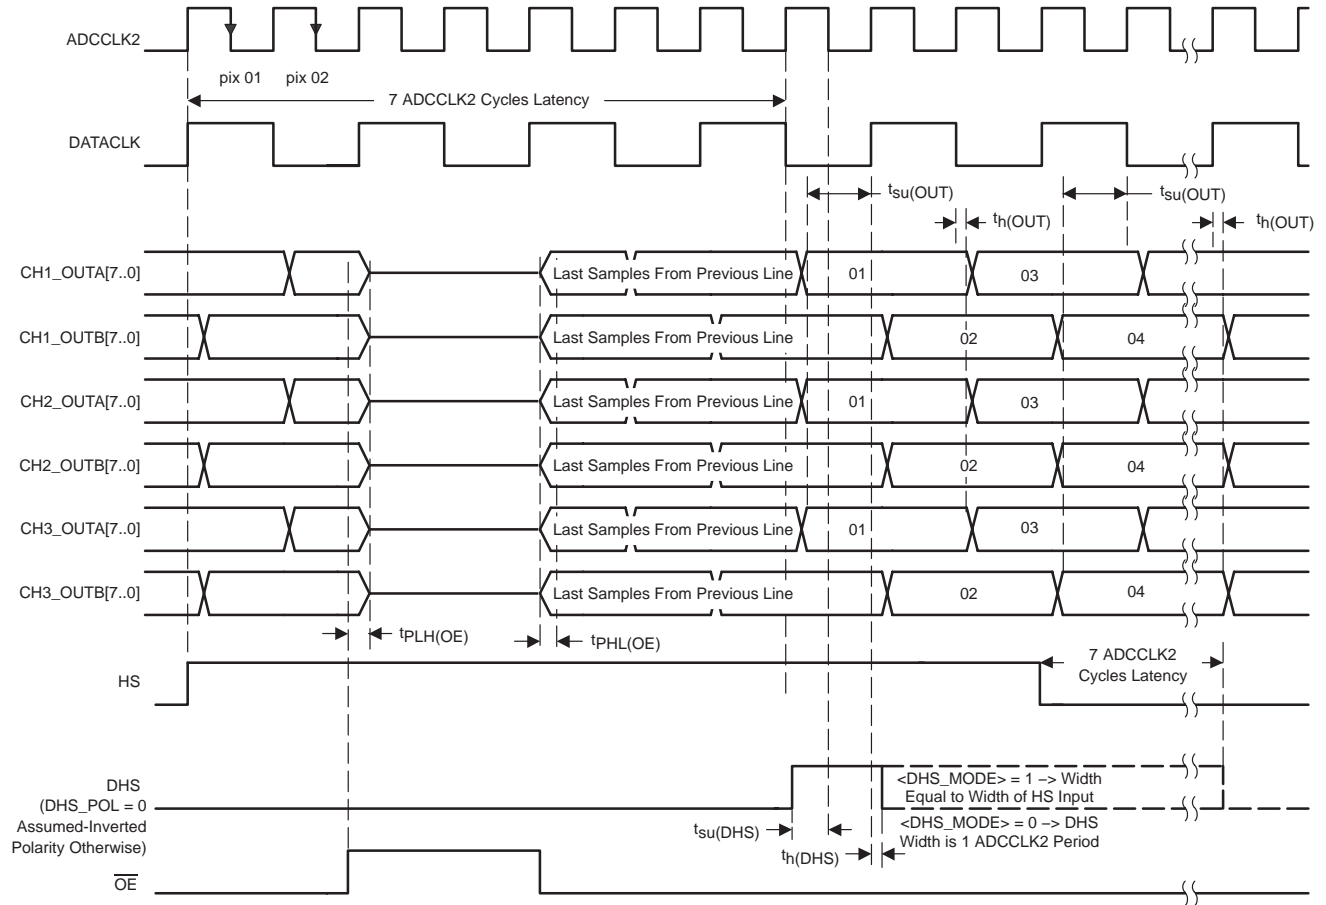 ADCCLK2
pix 01 pix 02
7 ADCCLK2 Cycles Latency
DATACLK
tsu(OUT) tsu(OUT)
th(OUT) th(OUT)
CH1_OUTA[7..0] Last Samples From Previous Line 01 03
CH1_OUTB[7..0] Last Samples From Previous Line 02 04
CH2_OUTA[7..0] Last Samples From Previous Line 01 03
CH2_OUTB[7..0] Last Samples From Previous Line 02 04
CH3_OUTA[7..0] Last Samples From Previous Line 01 03
CH3_OUTB[7..0] Last Samples From Previous Line 02 04
tPLH(OE) tPHL(OE)
HS
7 ADCCLK2
Cycles Latency
DHS
(DHS_POL = 0
Assumed-Inverted
Polarity Otherwise)
<DHS_MODE> = 1 –> Width
Equal to Width of HS Input
<DHS_MODE> = 0 –> DHS
Width is 1 ADCCLK2 Period
tsu(DHS)
th(DHS)
OE